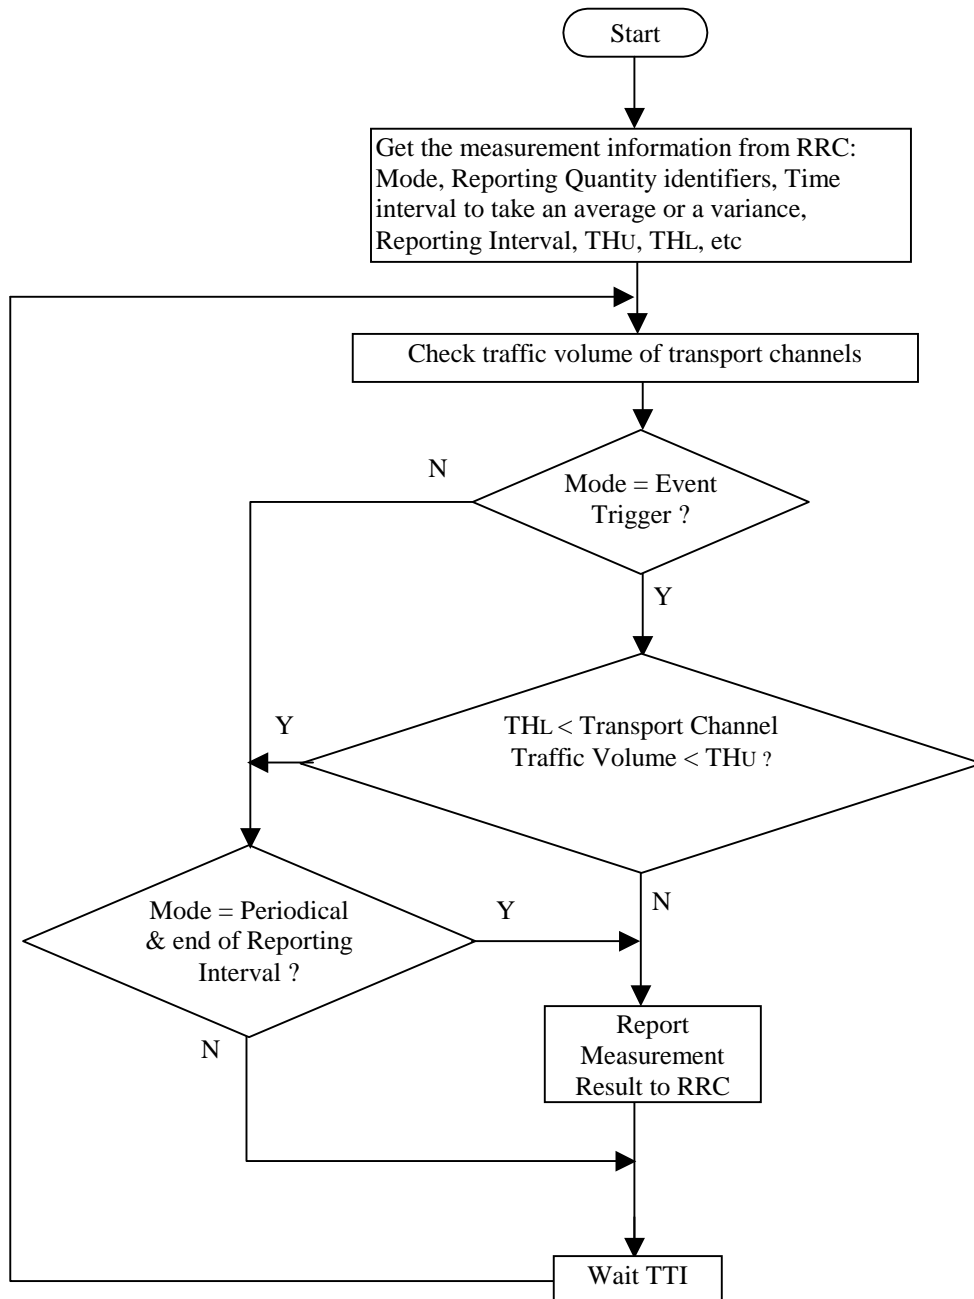 Start
Get the measurement information from RRC:
Mode, Reporting Quantity identifiers, Time
interval to take an average or a variance,
Reporting Interval, THU, THL, etc
Check traffic volume of transport channels
N
Mode = Event
Trigger ?
Y
Y
THL < Transport Channel
Traffic Volume < THU ?
Mode = Periodical
& end of Reporting
Interval ?
Y
N
N
Report
Measurement
Result to RRC
Wait TTI